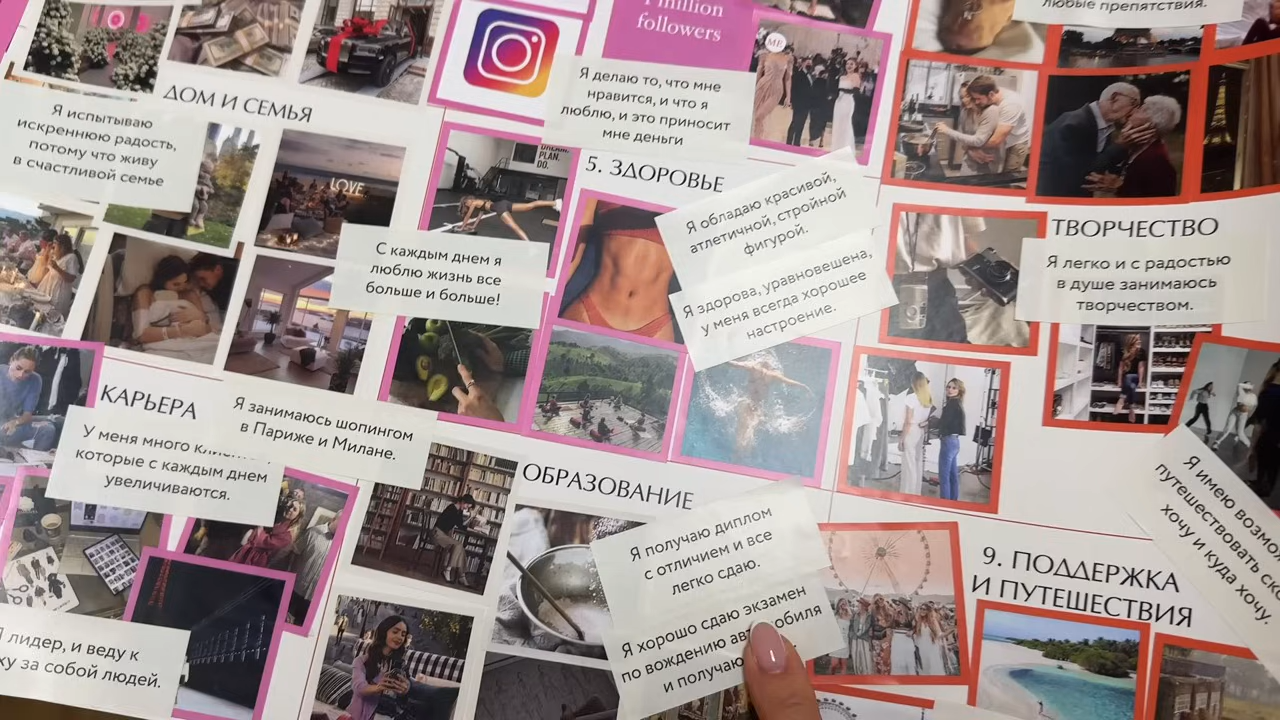 1 million
followers
ME
любые препятствия.
Я делаю то, что мне
нравится, и что я
люблю, и это приносит
мне деньги
ДОМ И СЕМЬЯ
Я испытываю
искреннюю радость,
потому что живу
в счастливой семье
LOVE
С каждым днем я
люблю жизнь все
больше и больше!
PLAN.
DO.
5. ЗДОРОВЬЕ
Я обладаю красивой,
атлетичной, стройной
фигурой.
Я здорова, уравновешена,
у меня всегда хорошее
настроение.
ТВОРЧЕСТВО
Я легко и с радостью
в душе занимаюсь
творчеством.
КАРЬЕРА
У меня много
которые с каждым днем
увеличиваются.
Я занимаюсь шопингом
в Париже и Милане.
лидер, и веду к
за собой людей.
ОБРАЗОВАНИЕ
Я получаю диплом
с отличием и все
легко сдаю.
Я хорошо сдаю экзамен
по вождению
и получаю
9. ПОДДЕРЖКА
И ПУТЕШЕСТВИЯ
Я имею
путешествовать
хочу и куда хочу.